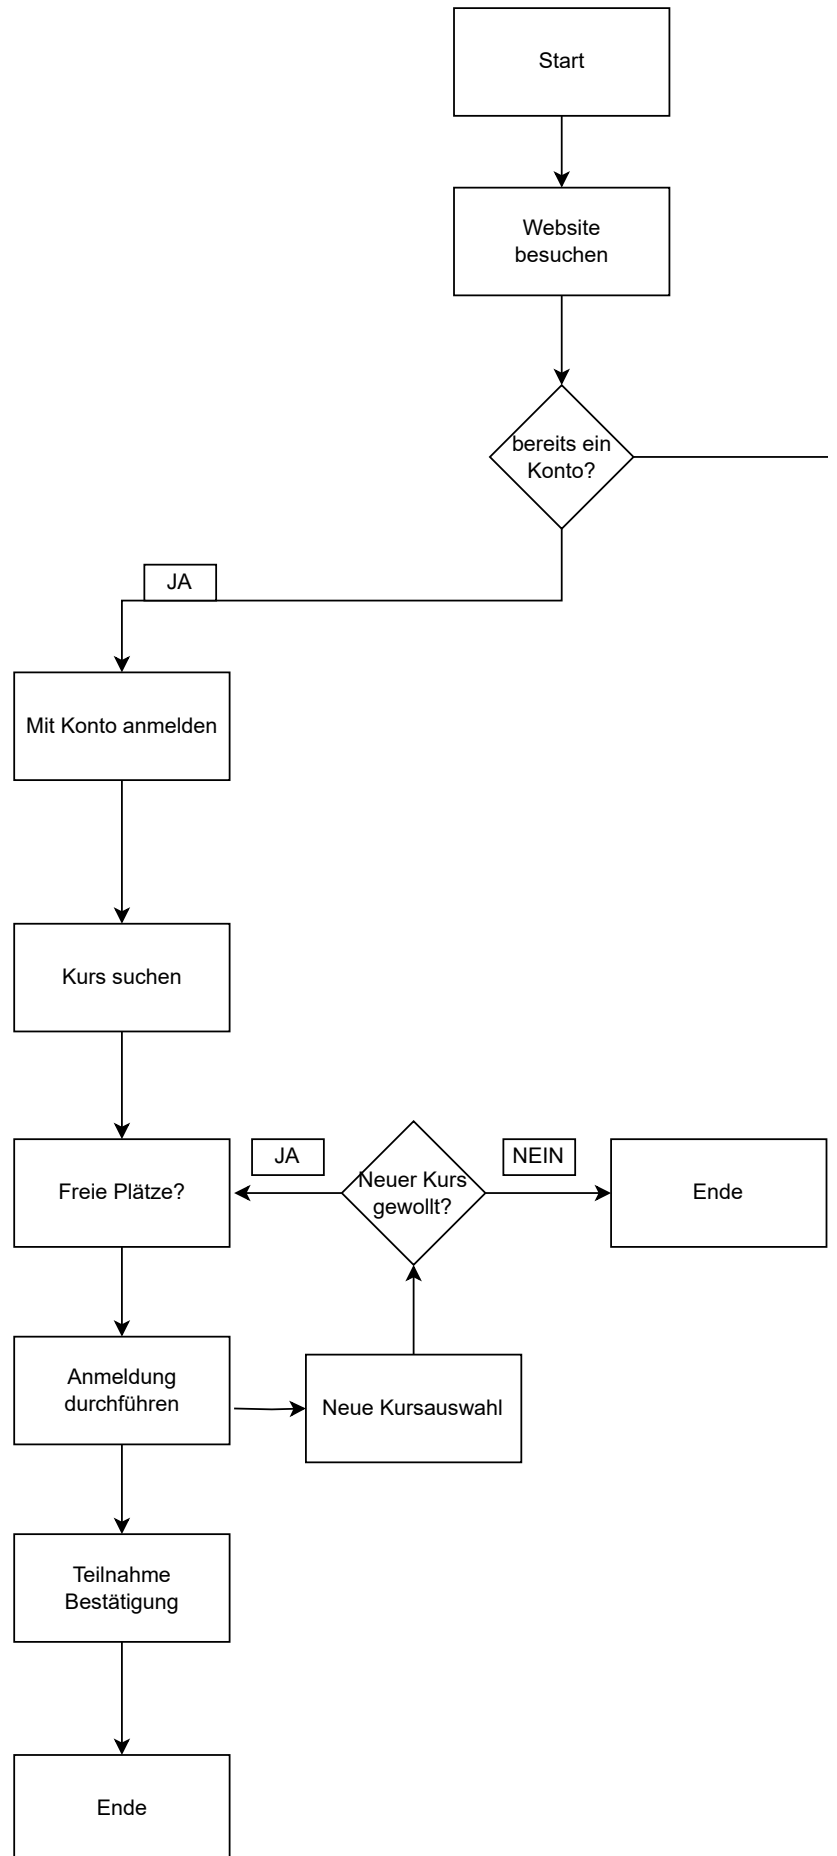 Start
Website
besuchen
bereits ein
Konto?
JA
Mit Konto anmelden
Kurs suchen
Freie Plätze?
JA
Neuer Kurs
gewollt?
NEIN
Ende
Anmeldung
durchführen
Neue Kursauswahl
Teilnahme
Bestätigung
Ende